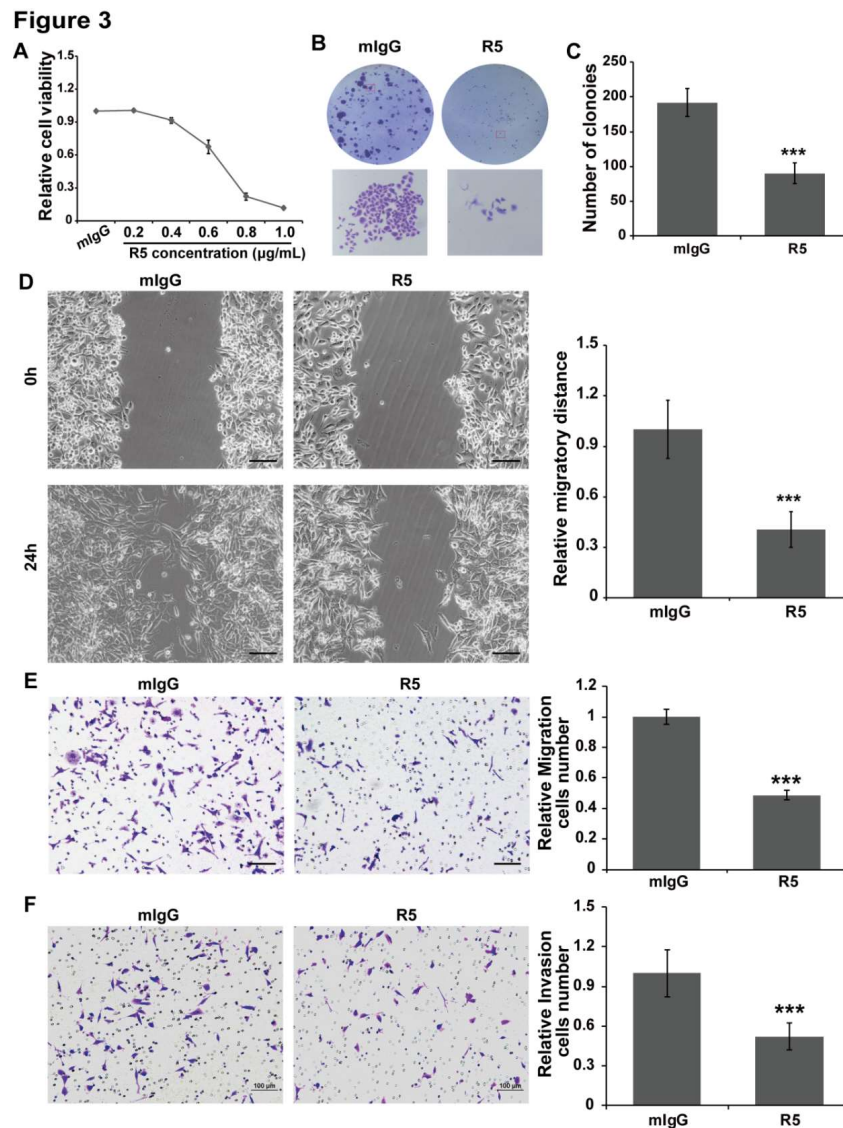 Figure 3
A
Relative cell viability
1.5
1.2
0.9
0.6
0.3
0
mIgG
0.2
0.4
0.6
0.8
1.0
R5 concentration (µg/mL)
B
mIgG
R5
C
Number of clonoies
250
200
150
100
50
0
***
mIgG
R5
D
mIgG
R5
0h
24h
Relative migratory distance
1.5
1.2
0.9
0.6
0.3
0
***
mIgG
R5
E
mIgG
R5
Relative Migration
cells number
1.2
1
0.8
0.6
0.4
0.2
0
***
mIgG
R5
F
mIgG
R5
100 µm
100 µm
Relative Invasion
cells number
1.5
1.2
0.9
0.6
0.3
0
***
mIgG
R5